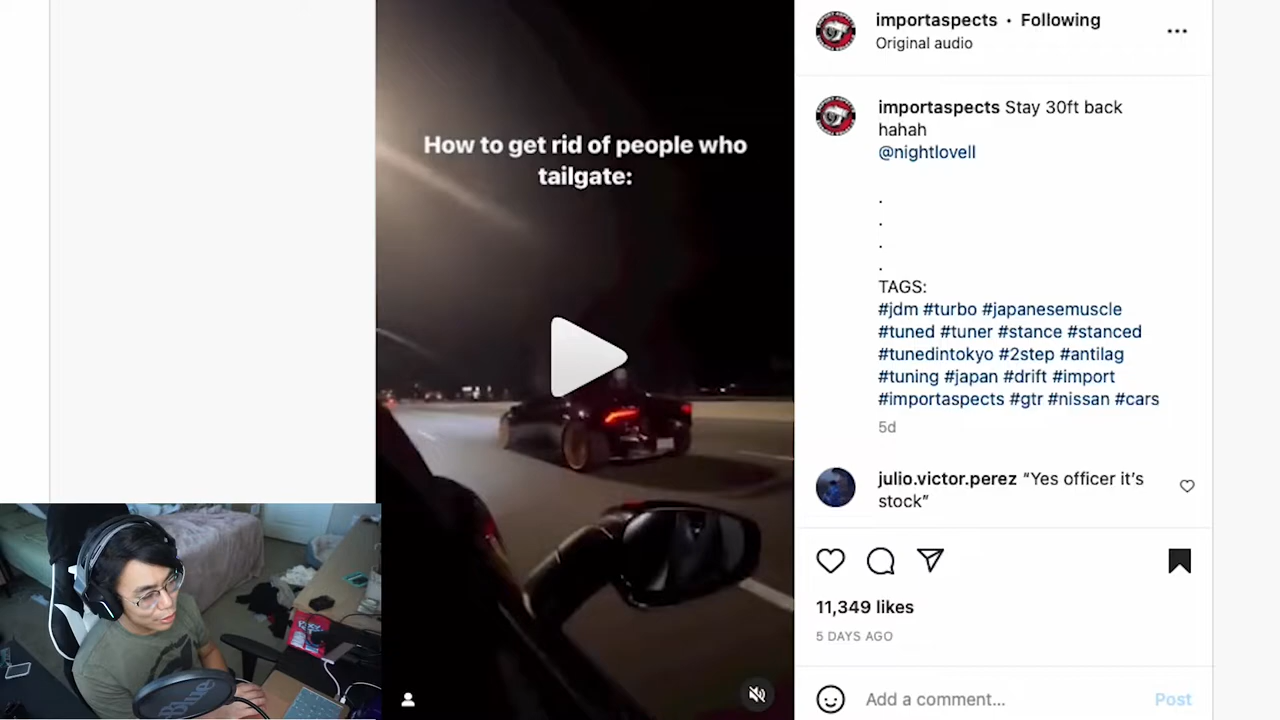 How to get rid of people who
tailgate:
importaspects • Following
Original audio
importaspects Stay 30ft back
hahah
@nightlovell
.
.
.
.
TAGS:
#jdm #turbo #japanesemuscle
#tuned #tuner #stance #stanced
#tunedintokyo #2step #antilag
#tuning #japan #drift #import
#importaspects #gtr #nissan #cars
5d
julio.victor.perez “Yes officer it’s
stock”
11,349 likes
5 DAYS AGO
Add a comment...
Post
Blue